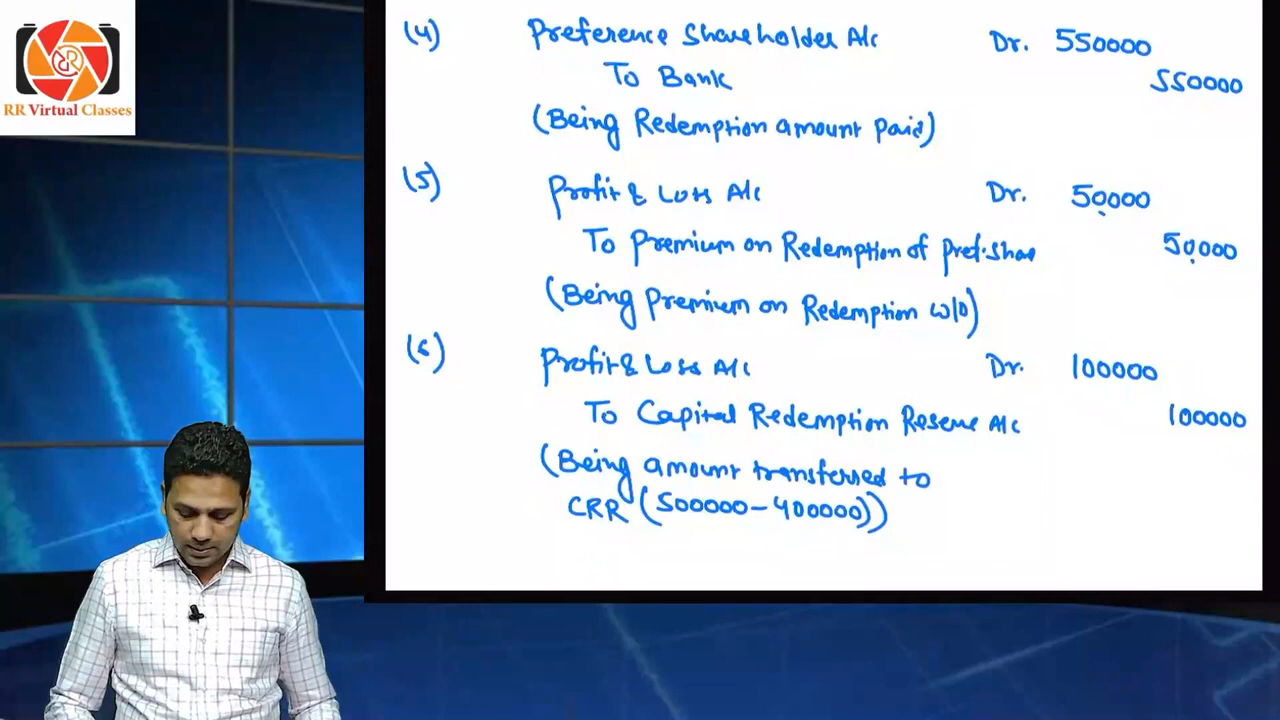 RR Virtual Classes
(4) Preference Shareholder A/c Dr. 550000
To Bank 550000
(Being Redemption amount paid)
(5) Profit & Loss A/c Dr. 50000
To Premium on Redemption of Pref. Share 50000
(Being Premium on Redemption w/o)
(6) Profit & Loss A/c Dr. 100000
To Capital Redemption Reserve A/c 100000
(Being amount transferred to
CRR (500000-400000))